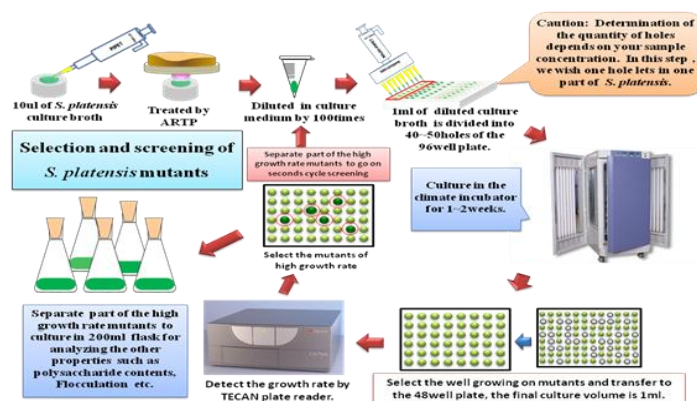 Caution: Determination of
the quantity of holes
depends on your sample
concentration. In this step ,
we wish one hole lets in one
part of S. platensis.
PIPET
10ul of S. platensis
culture broth
Treated by
ARTP
Diluted in culture
medium by 100times
1ml of diluted culture
broth is divided into
40~50holes of the
96well plate.
Selection and screening of
S. platensis mutants
Separate part of the high
growth rate mutants to go on
seconds cycle screening
Culture in the
climate incubator
for 1~2weeks.
Select the mutants of
high growth rate
Separate part of the high
growth rate mutants to
culture in 200ml flask for
analyzing the other
properties such as
polysaccharide contents,
Flocculation etc.
Detect the growth rate by
TECAN plate reader.
Select the well growing on mutants and transfer to
the 48well plate, the final culture volume is 1ml.